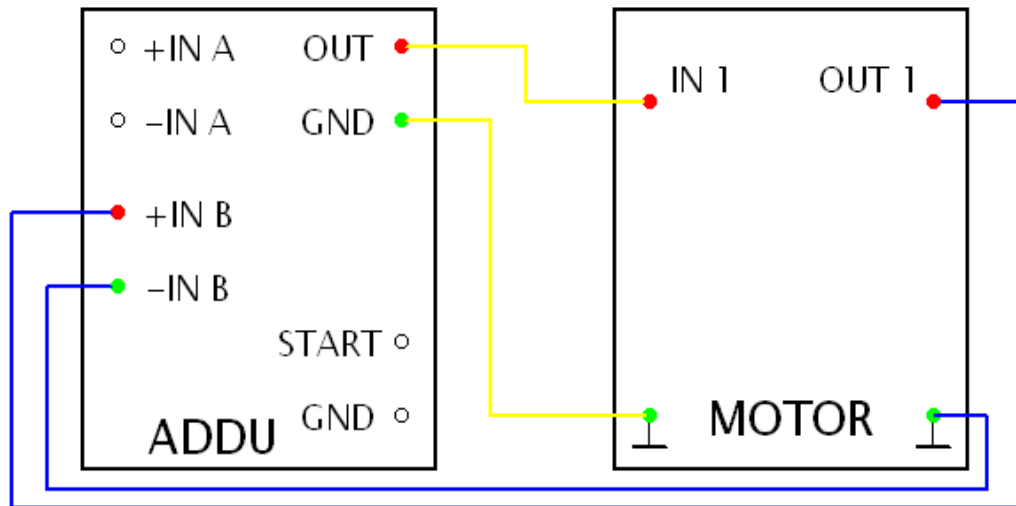 +IN A OUT
-IN A GND
+IN B
-IN B
START
GND
ADDU
IN 1 OUT 1
MOTOR